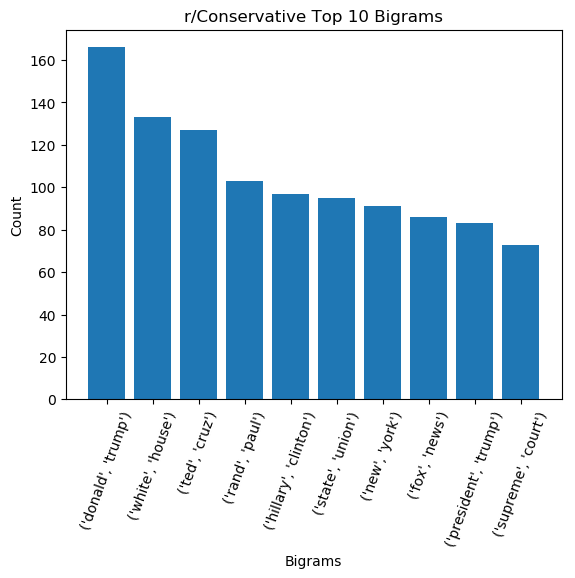 r/Conservative Top 10 Bigrams
160
140
120
100
80
60
40
20
0
Count
('donald', 'trump')
('white', 'house')
('ted', 'cruz')
('rand', 'paul')
('hillary', 'clinton')
('state', 'union')
('new', 'york')
('fox', 'news')
('president', 'trump')
('supreme', 'court')
Bigrams